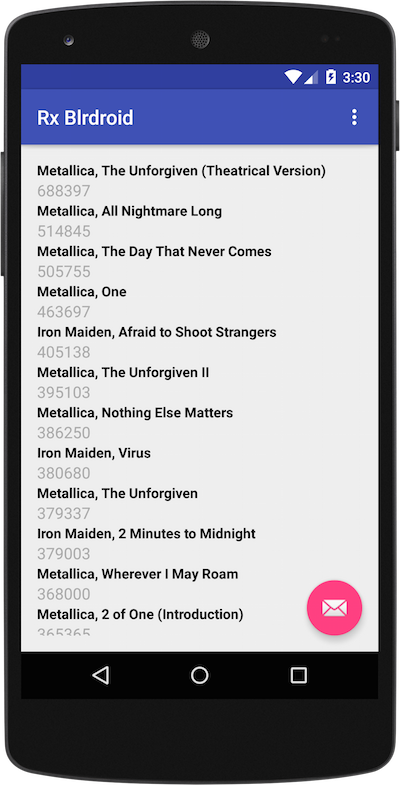 3:30
Rx Blrdroid
Metallica, The Unforgiven (Theatrical Version)
688397
Metallica, All Nightmare Long
514845
Metallica, The Day That Never Comes
505755
Metallica, One
463697
Iron Maiden, Afraid to Shoot Strangers
405138
Metallica, The Unforgiven II
395103
Metallica, Nothing Else Matters
386250
Iron Maiden, Virus
380680
Metallica, The Unforgiven
379337
Iron Maiden, 2 Minutes to Midnight
379003
Metallica, Wherever I May Roam
368000
Metallica, 2 of One (Introduction)
365365